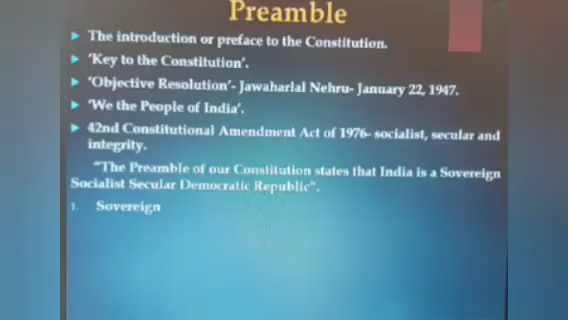 Preamble
The introduction or preface to the Constitution.
'Key to the Constitution'.
'Objective Resolution'- Jawaharlal Nehru- January 22, 1947.
'We the People of India'.
42nd Constitutional Amendment Act of 1976- socialist, secular and
integrity.
"The Preamble of our Constitution states that India is a Sovereign
Socialist Secular Democratic Republic".
1. Sovereign